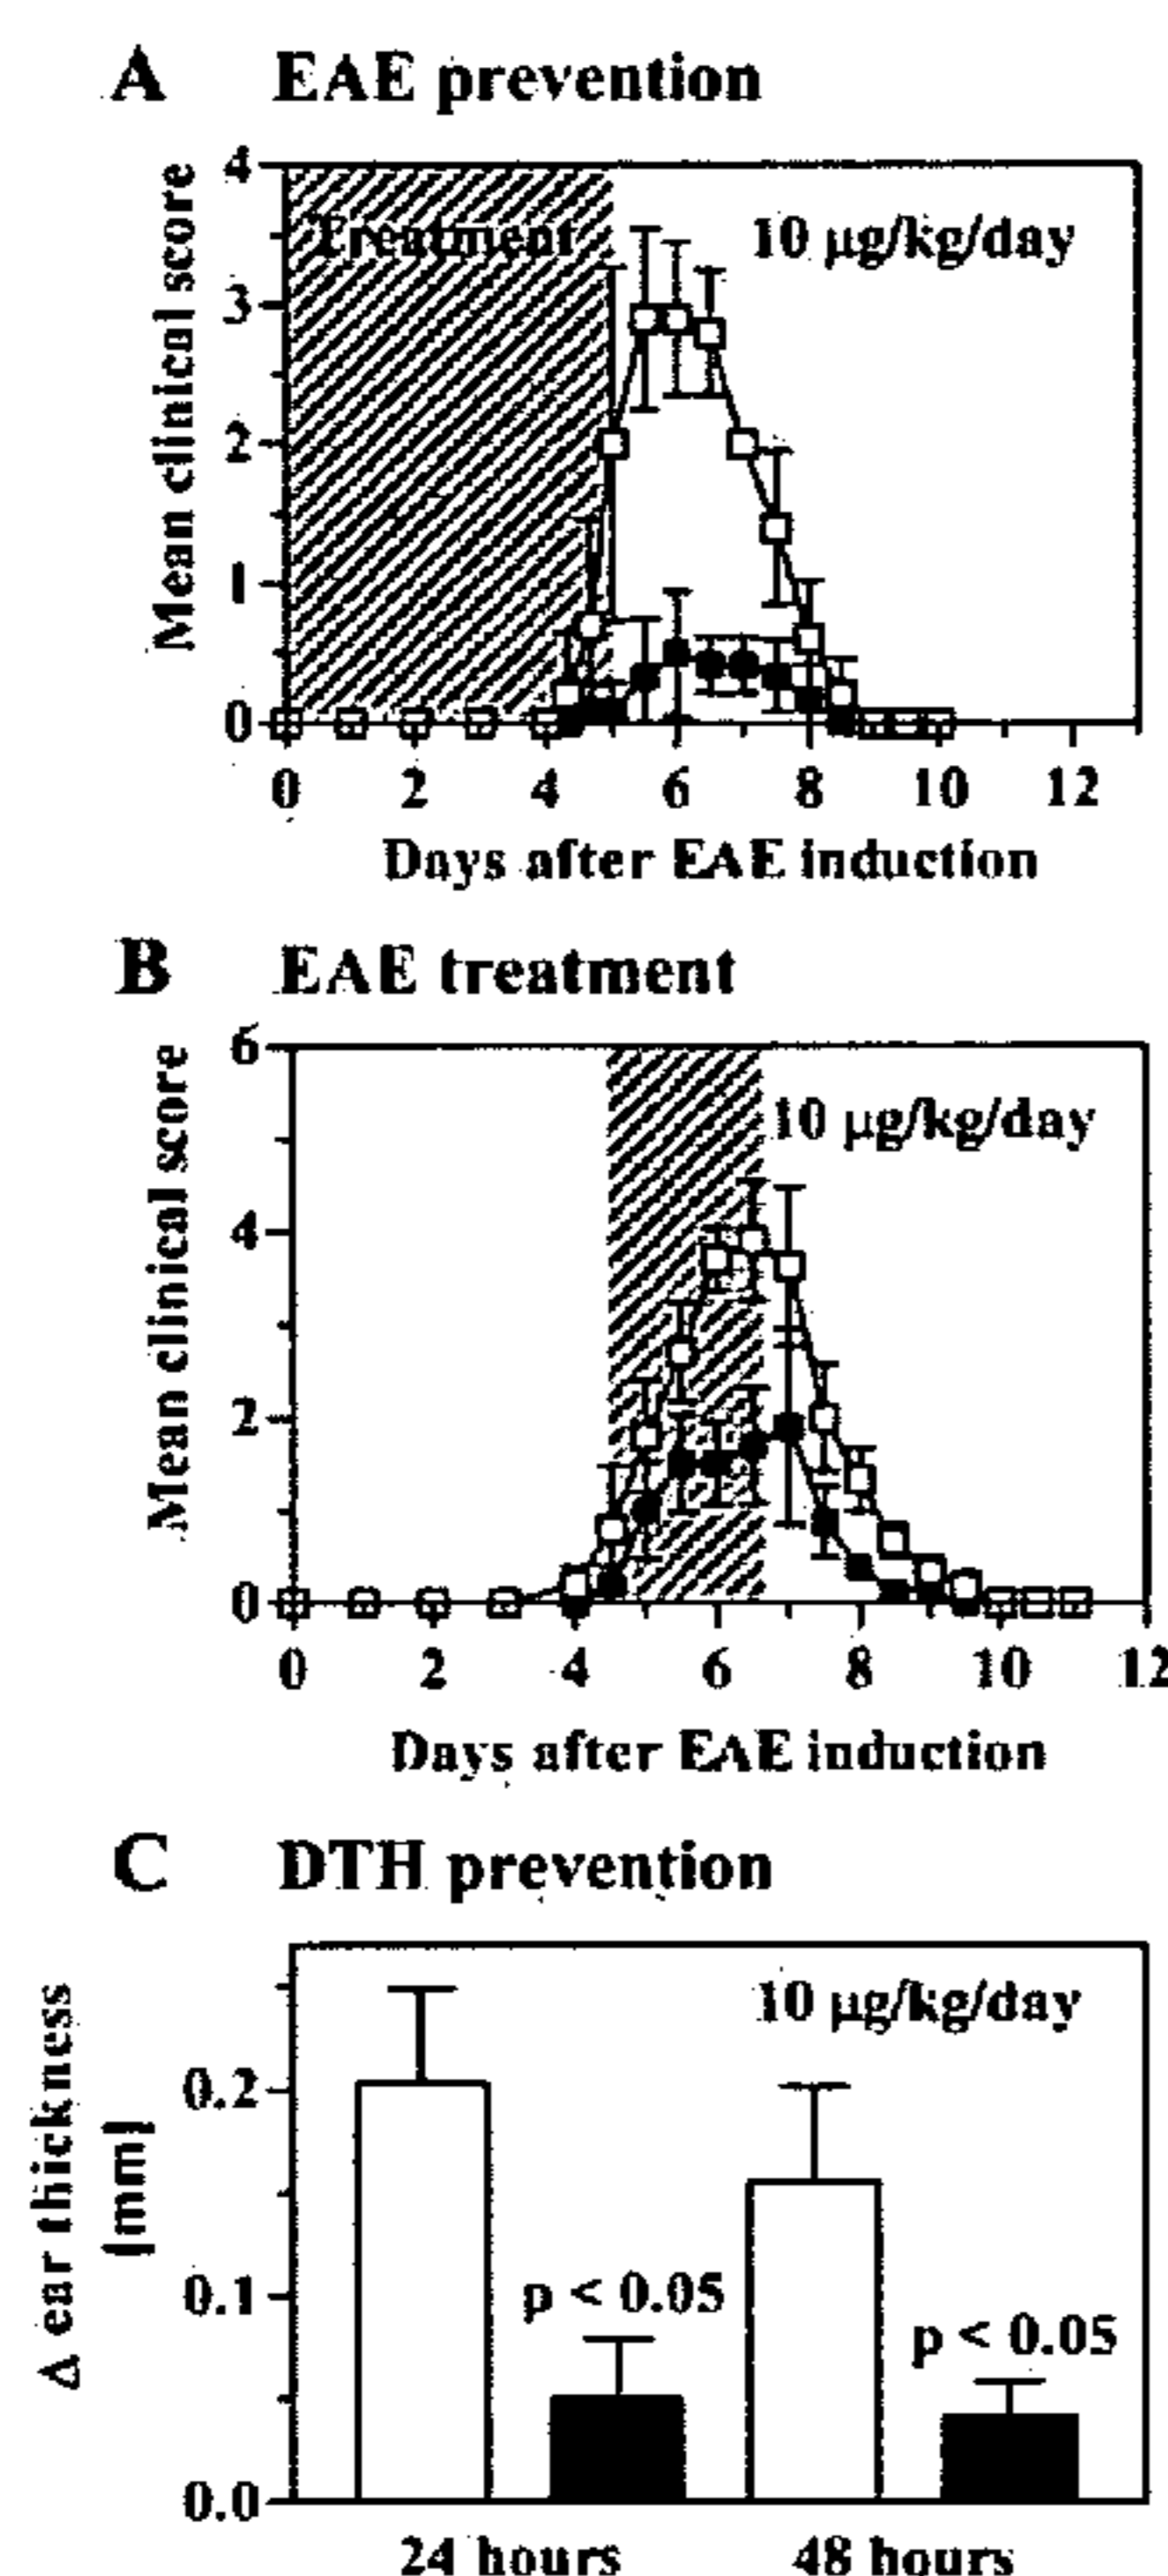 A EAE prevention
Mean clinical score
4
3
2
1
0
Treatment
10 µg/kg/day
0 2 4 6 8 10 12
Days after EAE induction
B EAE treatment
Mean clinical score
6
4
2
0
10 µg/kg/day
0 2 4 6 8 10 12
Days after EAE induction
C DTH prevention
Δ ear thickness
[mm]
0.2
0.1
0.0
10 µg/kg/day
p < 0.05
p < 0.05
24 hours 48 hours